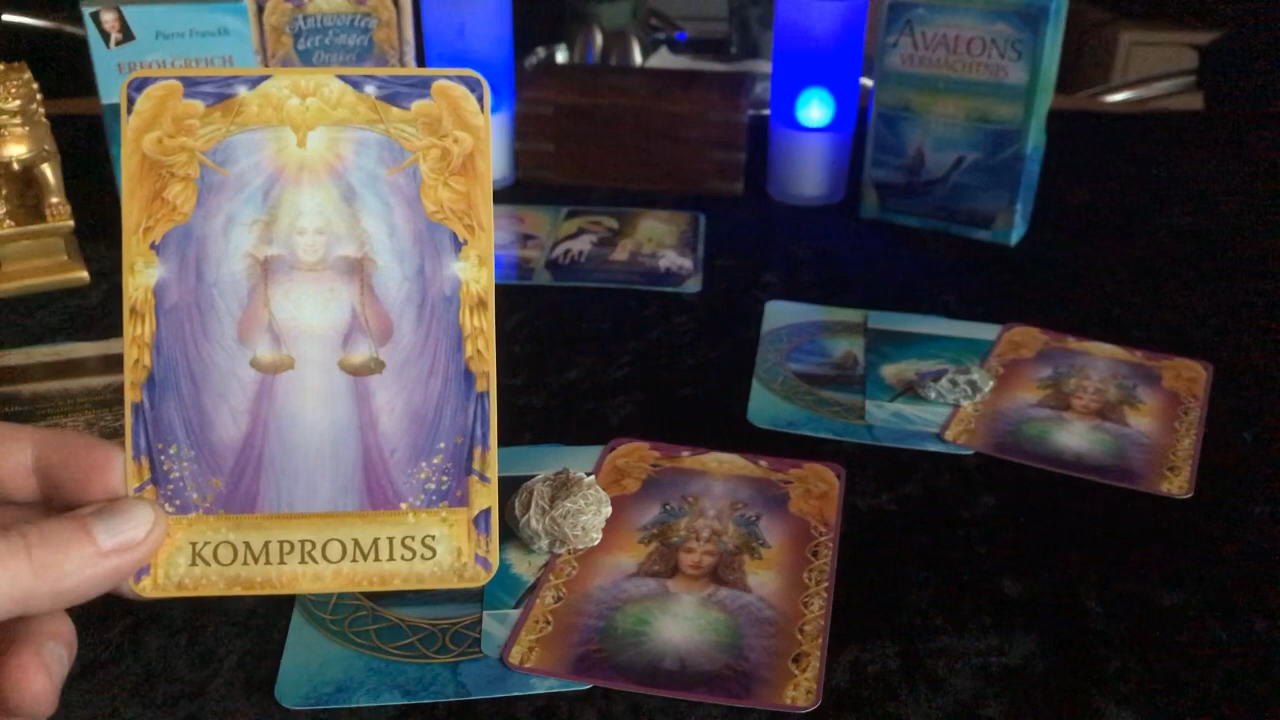 Pierre Franckh
ERFOLGREICH
Antworten
der Engel
Orakel
AVALONS
VERMÄCHTNIS
KOMPROMISS